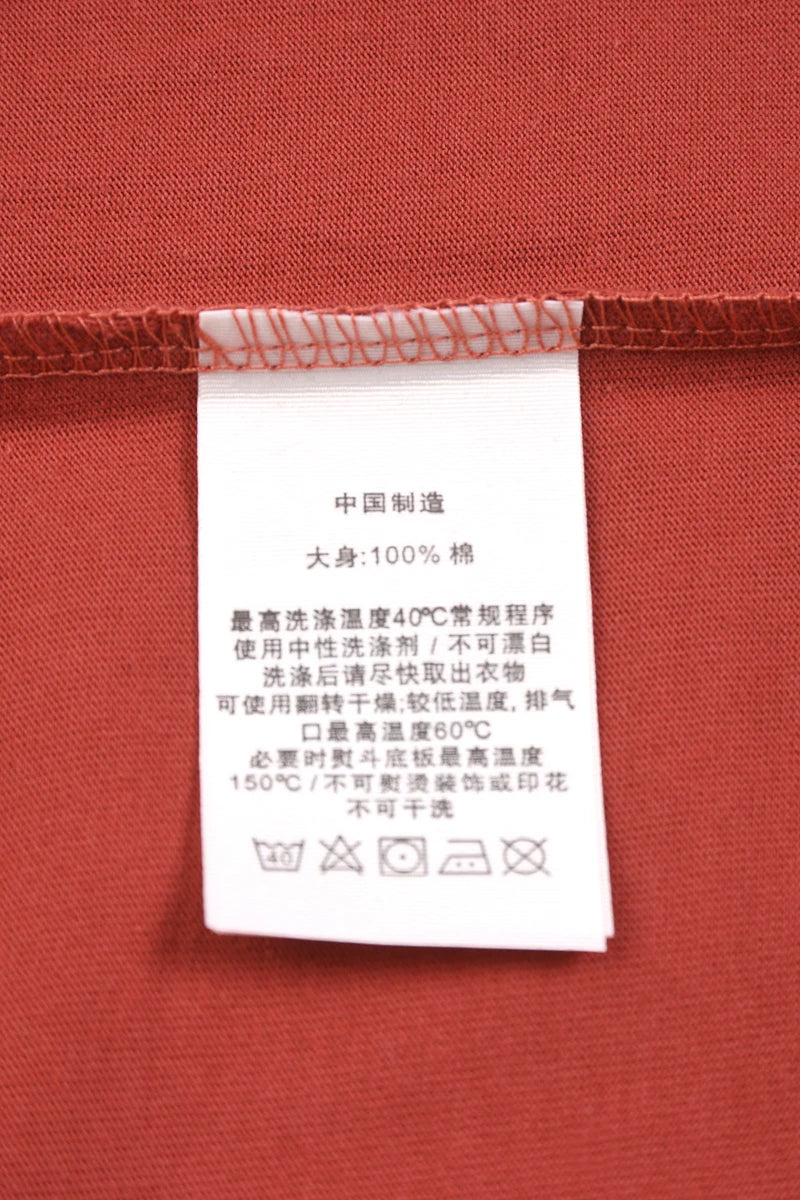 中国制造
大身:100% 棉
最高洗涤温度40ºC常规程序
使用中性洗涤剂 / 不可漂白
洗涤后请尽快取出衣物
可使用翻转干燥;较低温度, 排气
口最高温度60ºC
必要时熨斗底板最高温度
150ºC / 不可熨烫装饰或印花
不可干洗
40